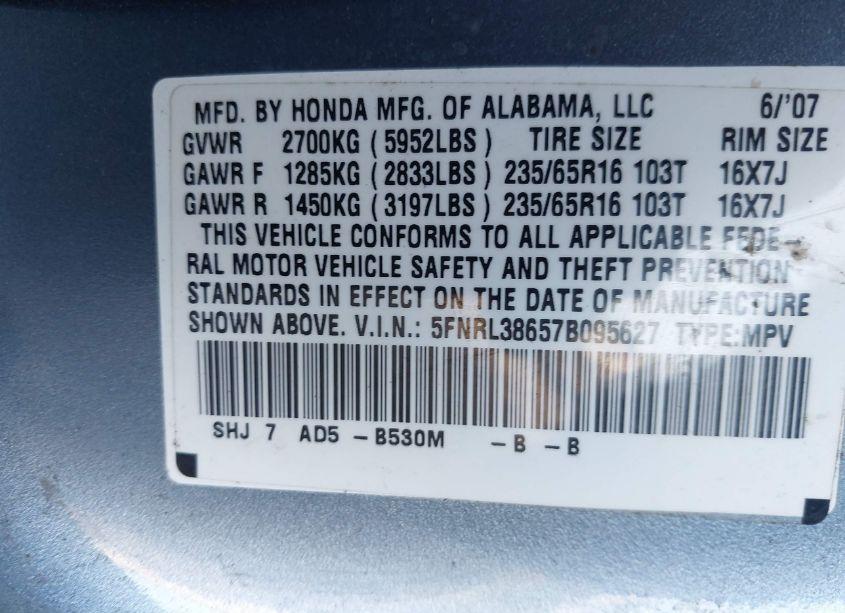 MFD. BY HONDA MFG. OF ALABAMA, LLC 6/'07
GVWR 2700KG (5952LBS) TIRE SIZE RIM SIZE
GAWR F 1285KG (2833LBS) 235/65R16 103T 16X7J
GAWR R 1450KG (3197LBS) 235/65R16 103T 16X7J
THIS VEHICLE CONFORMS TO ALL APPLICABLE FEDE-
RAL MOTOR VEHICLE SAFETY AND THEFT PREVENTION
STANDARDS IN EFFECT ON THE DATE OF MANUFACTURE
SHOWN ABOVE. V.I.N.: 5FNRL38657B095627 TYPE:MPV
SHJ 7 AD5 -B530M -B -B